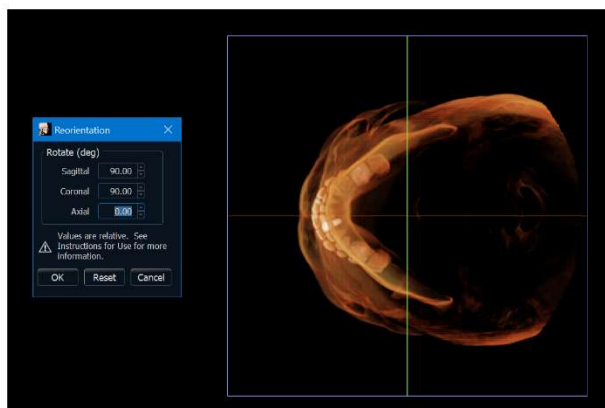 Reorientation
Rotate (deg)
Sagittal 90.00
Coronal 90.00
Axial 0.00
Values are relative. See
Instructions for Use for more
information.
OK Reset Cancel